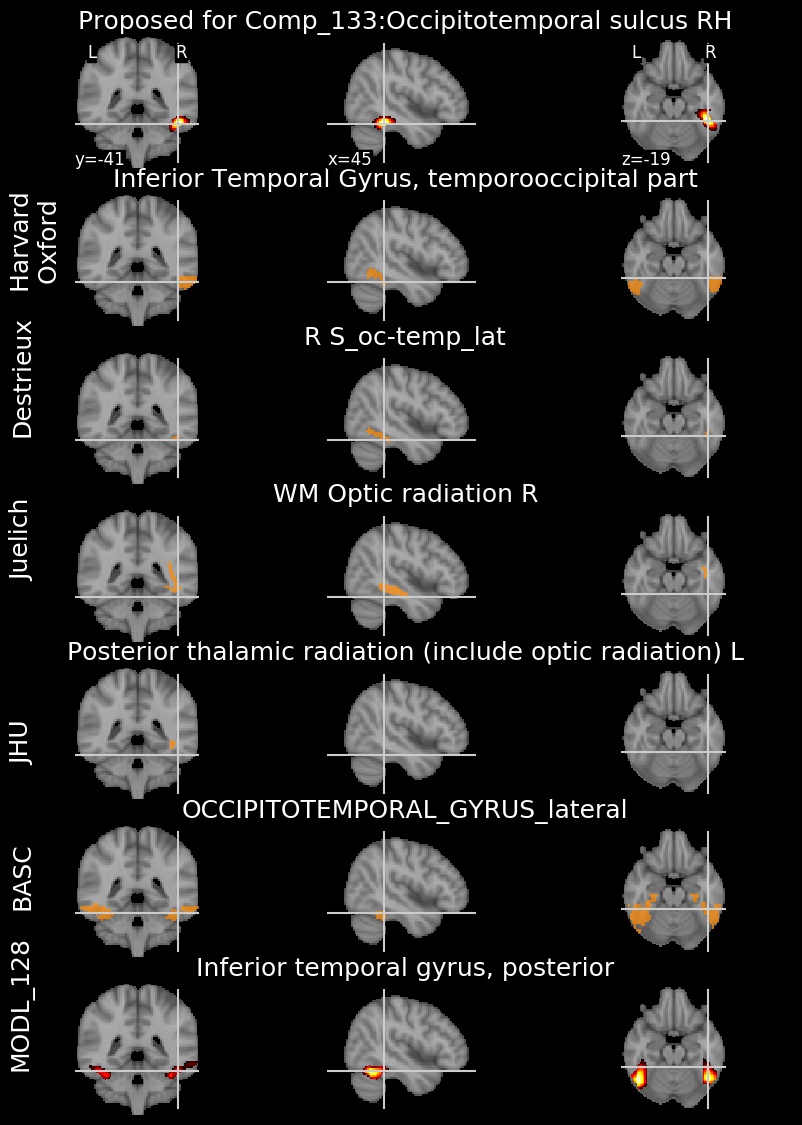 Proposed for Comp_133:Occipitotemporal sulcus RH
L R L R
y=-41 x=45 z=-19
Inferior Temporal Gyrus, temporooccipital part
Harvard
Oxford
R S_oc-temp_lat
Destrieux
WM Optic radiation R
Juelich
Posterior thalamic radiation (include optic radiation) L
JHU
OCCIPITOTEMPORAL_GYRUS_lateral
BASC
Inferior temporal gyrus, posterior
MODL_128